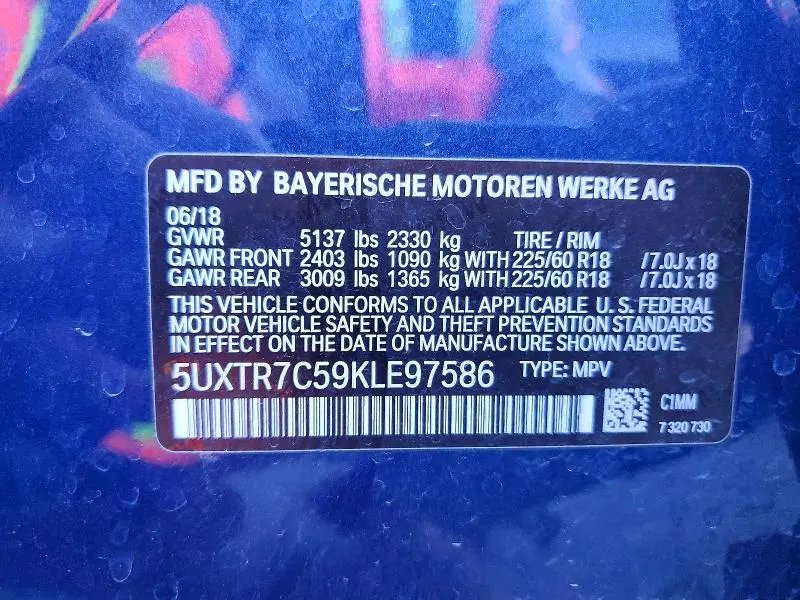 MFD BY BAYERISCHE MOTOREN WERKE AG
06/18
GVWR 5137 lbs 2330 kg TIRE / RIM
GAWR FRONT 2403 lbs 1090 kg WITH 225/60 R18 / 7.0J x 18
GAWR REAR 3009 lbs 1365 kg WITH 225/60 R18 / 7.0J x 18
THIS VEHICLE CONFORMS TO ALL APPLICABLE U. S. FEDERAL
MOTOR VEHICLE SAFETY AND THEFT PREVENTION STANDARDS
IN EFFECT ON THE DATE OF MANUFACTURE SHOWN ABOVE.
5UXTR7C59KLE97586 TYPE: MPV
C1MM
7 320 730